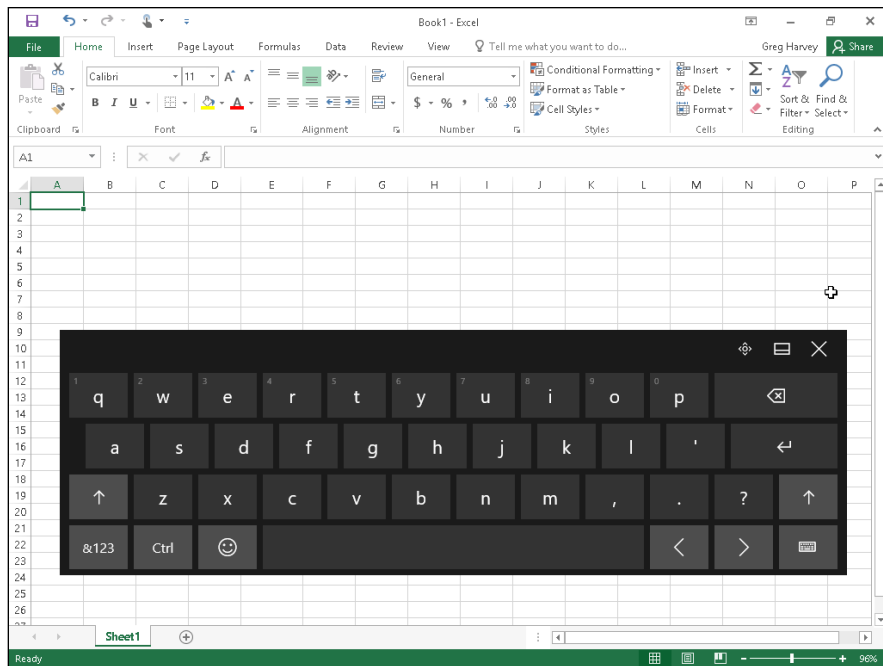 Book1 - Excel
File Home Insert Page Layout Formulas Data Review View Tell me what you want to do... Greg Harvey Share
Calibri 11 A A General Conditional Formatting Insert Σ A Z
Paste Format as Table Delete Sort & Find &
B I U A $ % , .00 .00 Cell Styles Format Filter Select
Clipboard Font Alignment Number Styles Cells Editing
A1 fx
A B C D E F G H I J K L M N O P
1
2
3
4
5
6
7
8
9
10
11
12
13
14
15
16
17
18
19
20
21
22
23
24
25
26
27
1 2 3 4 5 6 7 8 9 0
q w e r t y u i o p
a s d f g h j k l '
z x c v b n m , . ?
&123 Ctrl
Sheet1
Ready 96%